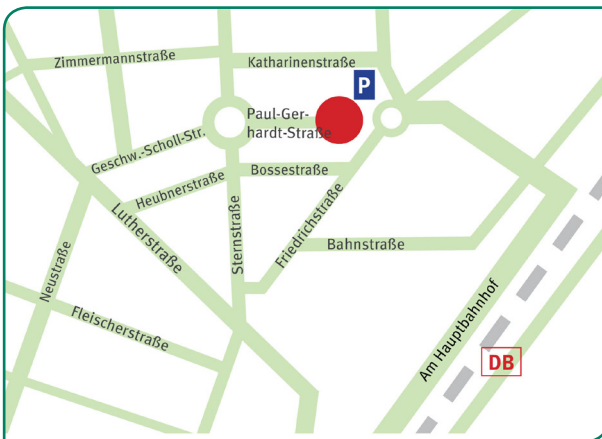 Zimmermannstraße
Katharinenstraße
P
Paul-Ger-
hardt-Straße
Geschw.-Scholl-Str.
Bossestraße
Heubnerstraße
Lutherstraße
Sternstraße
Friedrichstraße
Bahnstraße
Neustraße
Fleischerstraße
Am Hauptbahnhof
DB